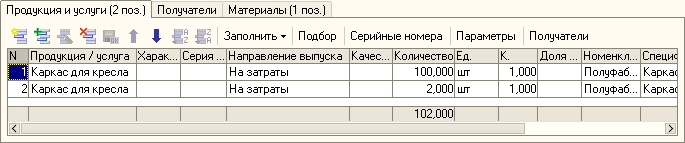 Продукция и услуги (2 поз.) Получатели Материалы (1 поз.)
Заполнить Подбор Серийные номера Параметры Получатели
N Продукция / услуга Харак... Серия ... Направление выпуска Качес... Количество Ед. К. Доля ... Номенкл... Специф
1 Каркас для кресла На затраты 100,000 шт 1,000 Полуфаб... Каркас
2 Каркас для кресла На затраты 2,000 шт 1,000 Полуфаб... Каркас
102,000